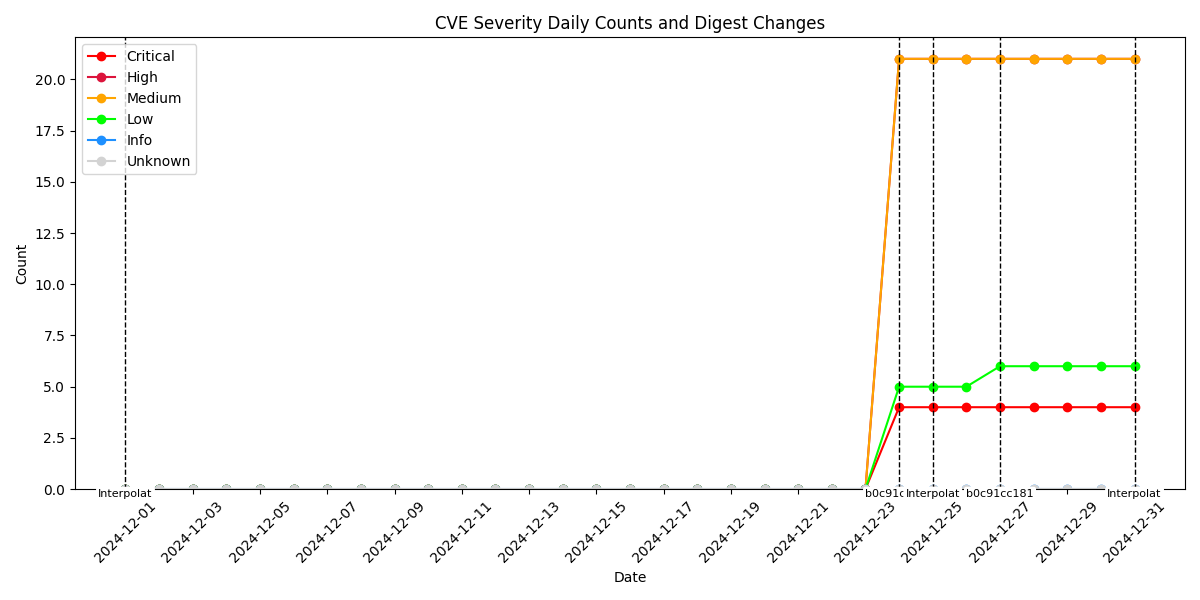 CVE Severity Daily Counts and Digest Changes
Critical
High
Medium
Low
Info
Unknown
Count
20.0
17.5
15.0
12.5
10.0
7.5
5.0
2.5
0.0
Interpolat
Interpolat
b0c91cc181
Interpolat
2024-12-01
2024-12-03
2024-12-05
2024-12-07
2024-12-09
2024-12-11
2024-12-13
2024-12-15
2024-12-17
2024-12-19
2024-12-21
2024-12-23
2024-12-25
2024-12-27
2024-12-29
2024-12-31
Date